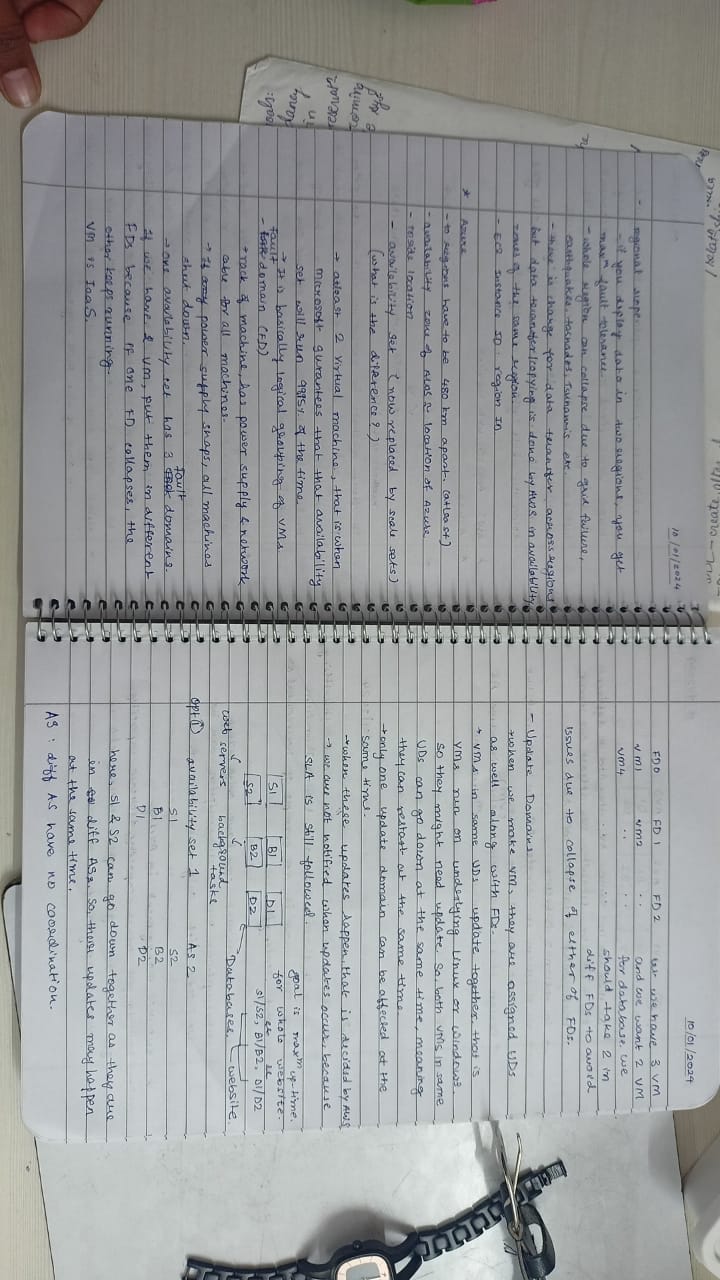 10/01/2024
- regional slope.
- if you deploy data in two regions, you get
maxm fault tolerance.
- whole region can collapse due to grid failure,
earthquakes, tornados, Tsunamis etc.
- there is charge for data transfer across regions
but data transfer/copying is done by AWS in availability
zones of the same region.
- EC2 Instance ID: region IN
* Azure
- to regions have to be 480 km apart. (atleast)
- availability zone of AWS ≈ location of Azure
- inside location
- availability set (now replaced by scale sets)
(what is the difference?)
→ atleast 2 virtual machine, that is when
Microsoft gurantees that that availability
set will run 99.5% of the time.
→ It is basically logical grouping of VMs
- fault domain (FD)
→ rack of machine, has power supply & network
able for all machines.
→ If any power supply snaps, all machines
shut down.
→ one availability set has 3 fault domains.
if we have 2 vm, put them in different
FDs because if one FD collapses, the
other keeps running.
VM is IaaS.
10/01/2024
FD0 FD1 FD2 we have 3 VM
VM1 VM2 .. and we want 2 VM
VM4 .. .. for database, we
.. .. should take 2 in
diff FDs to avoid
issues due to collapse of either of FDs.
- Update Domains
→ when we make VM, they are assigned UDs
as well along with FDs.
→ VMs in same UDs update together, that is
VMs run on underlying Linux or Windows
so they might need update, so both VMs in same
UDs can go down at the same time, meaning
they can restart at the same time.
→ only one update domain can be affected at the
same time.
→ when these updates happen, that is decided by AWS
→ we are not notified when updates occur, because
SLA is still followed.
S1 B1 D1
S2 B2 D2
goal is maxm up time
for whole website.
S1/S2, B1/B2, D1/D2
website
web servers background tasks Databases
Opt ① availability set 1 AS 2
S1 S2
B1 B2
D1 D2
here, S1 & S2 can go down together as they are
in diff ASs. so, their updates may happen
at the same time.
AS: diff AS have no coordination.